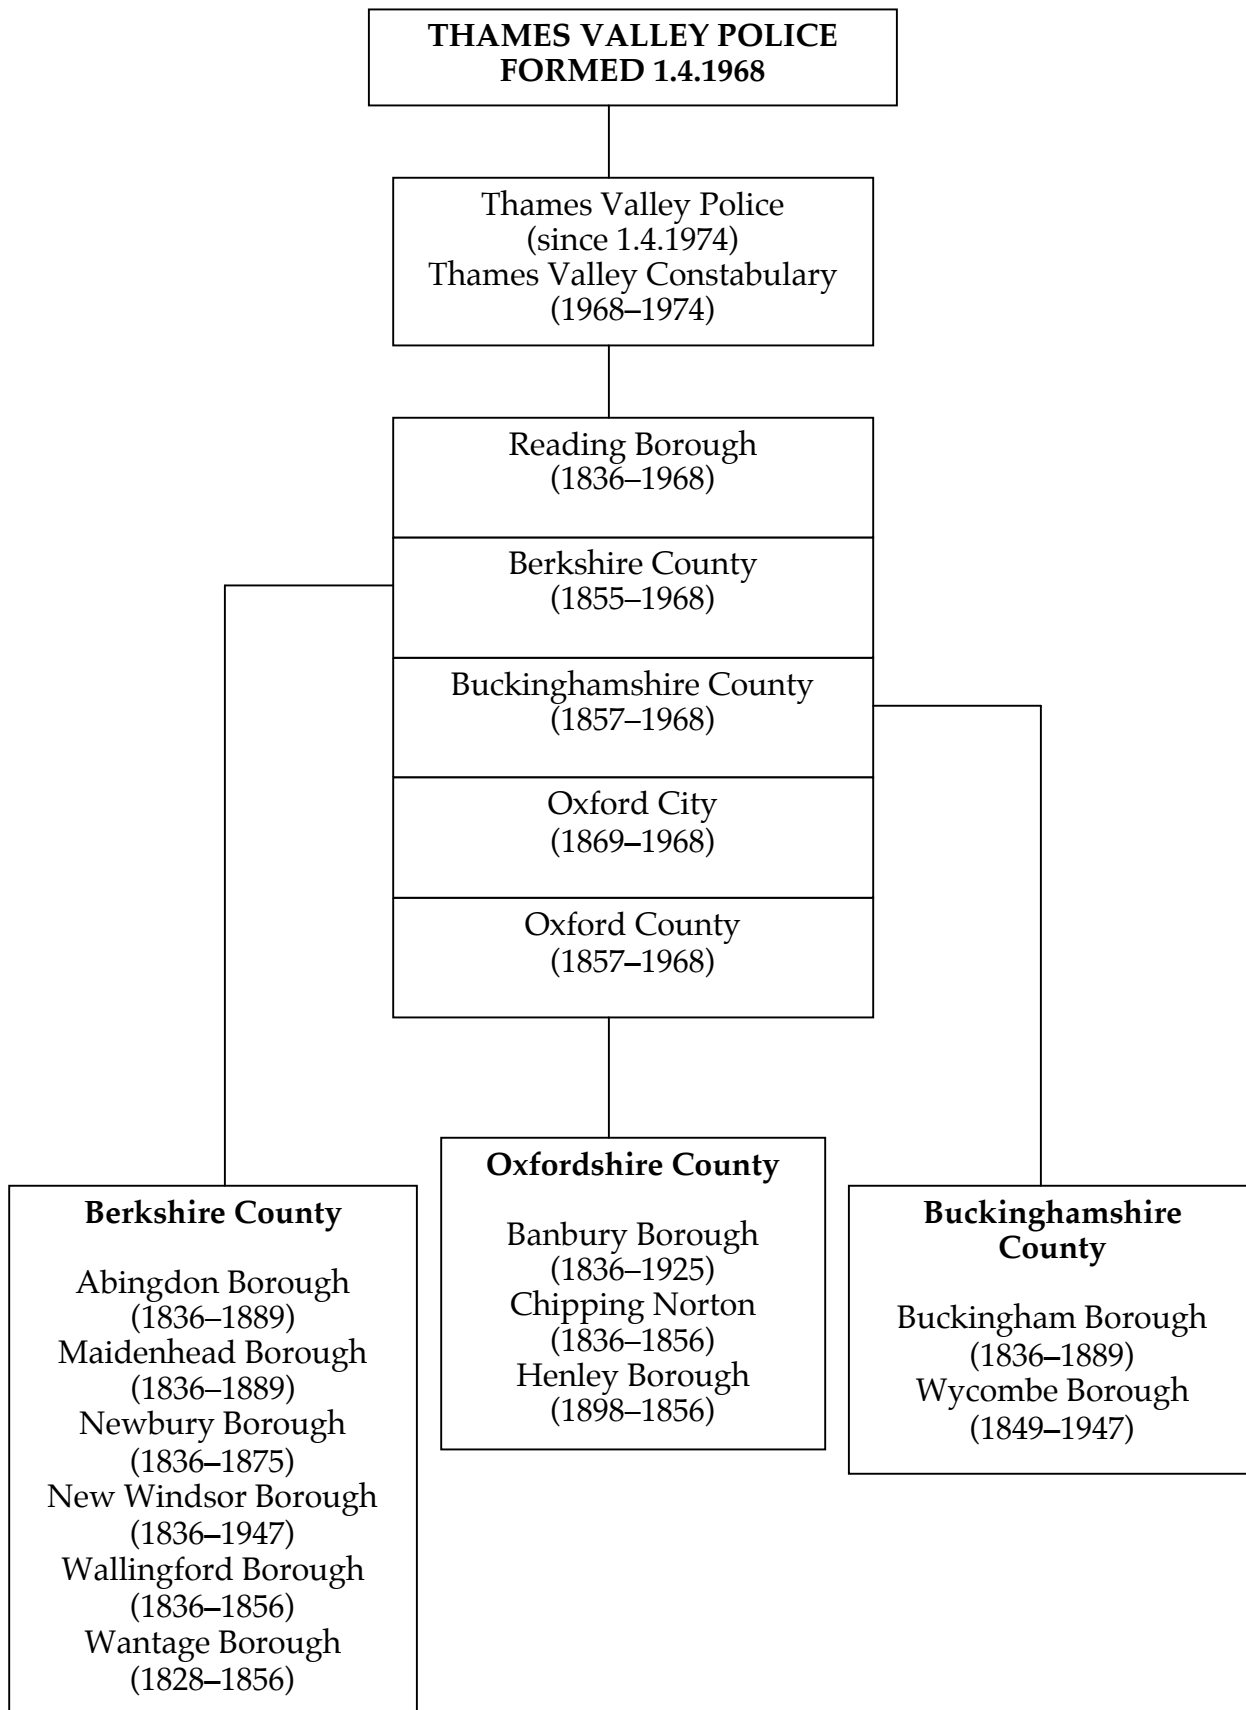 THAMES VALLEY POLICE
FORMED 1.4.1968
Thames Valley Police
(since 1.4.1974)
Thames Valley Constabulary
(1968–1974)
Reading Borough
(1836–1968)
Berkshire County
(1855–1968)
Buckinghamshire County
(1857–1968)
Oxford City
(1869–1968)
Oxford County
(1857–1968)
Berkshire County
Abingdon Borough
(1836–1889)
Maidenhead Borough
(1836–1889)
Newbury Borough
(1836–1875)
New Windsor Borough
(1836–1947)
Wallingford Borough
(1836–1856)
Wantage Borough
(1828–1856)
Oxfordshire County
Banbury Borough
(1836–1925)
Chipping Norton
(1836–1856)
Henley Borough
(1898–1856)
Buckinghamshire
County
Buckingham Borough
(1836–1889)
Wycombe Borough
(1849–1947)